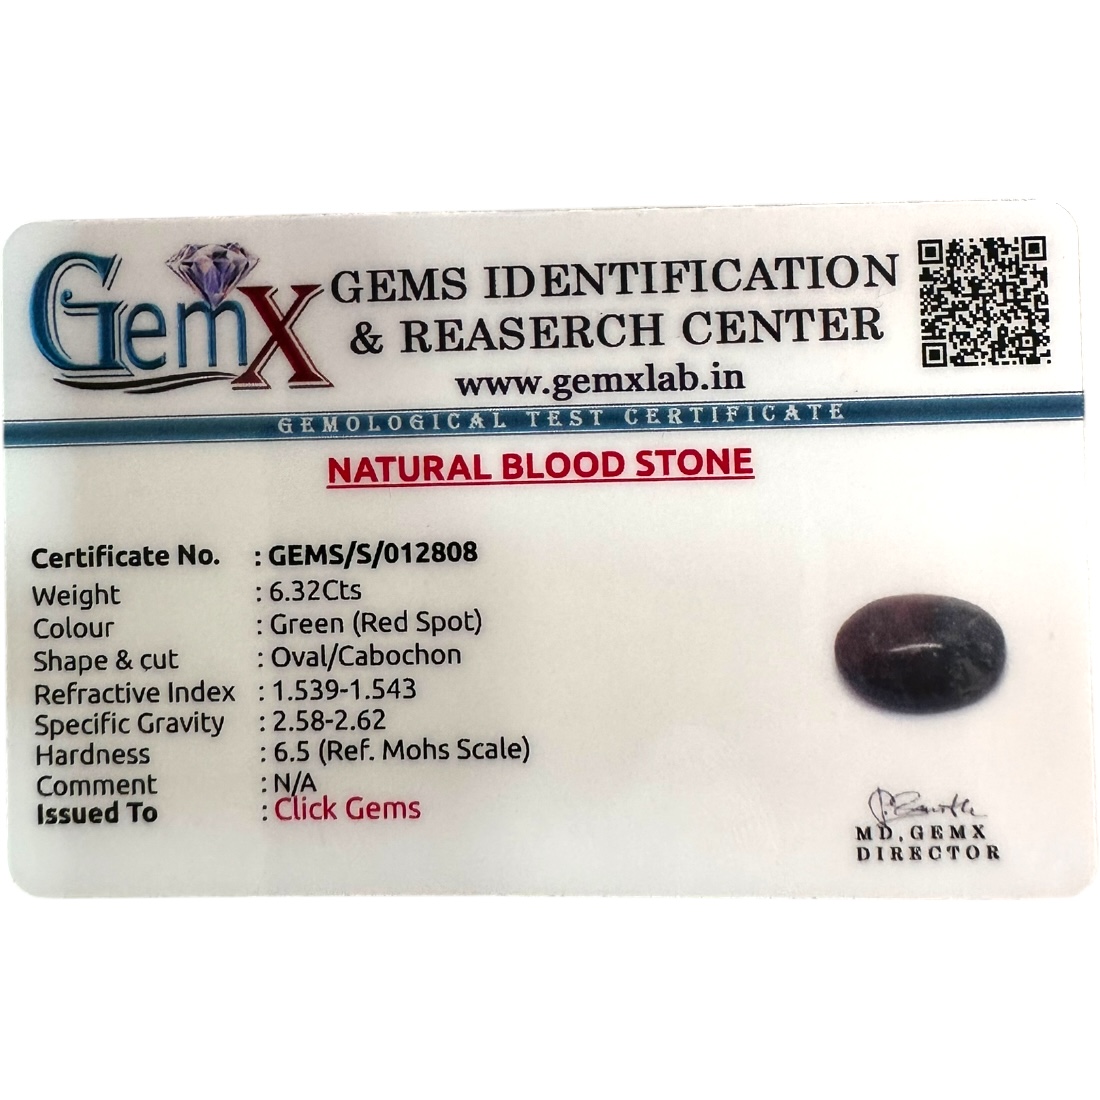 GemX
GEMS IDENTIFICATION
& REASERCH CENTER
www.gemxlab.in
GEMOLOGICAL TEST CERTIFICATE
NATURAL BLOOD STONE
Certificate No. : GEMS/S/012808
Weight : 6.32Cts
Colour : Green (Red Spot)
Shape & cut : Oval/Cabochon
Refractive Index : 1.539-1.543
Specific Gravity : 2.58-2.62
Hardness : 6.5 (Ref. Mohs Scale)
Comment : N/A
Issued To : Click Gems
MD, GEMX
DIRECTOR